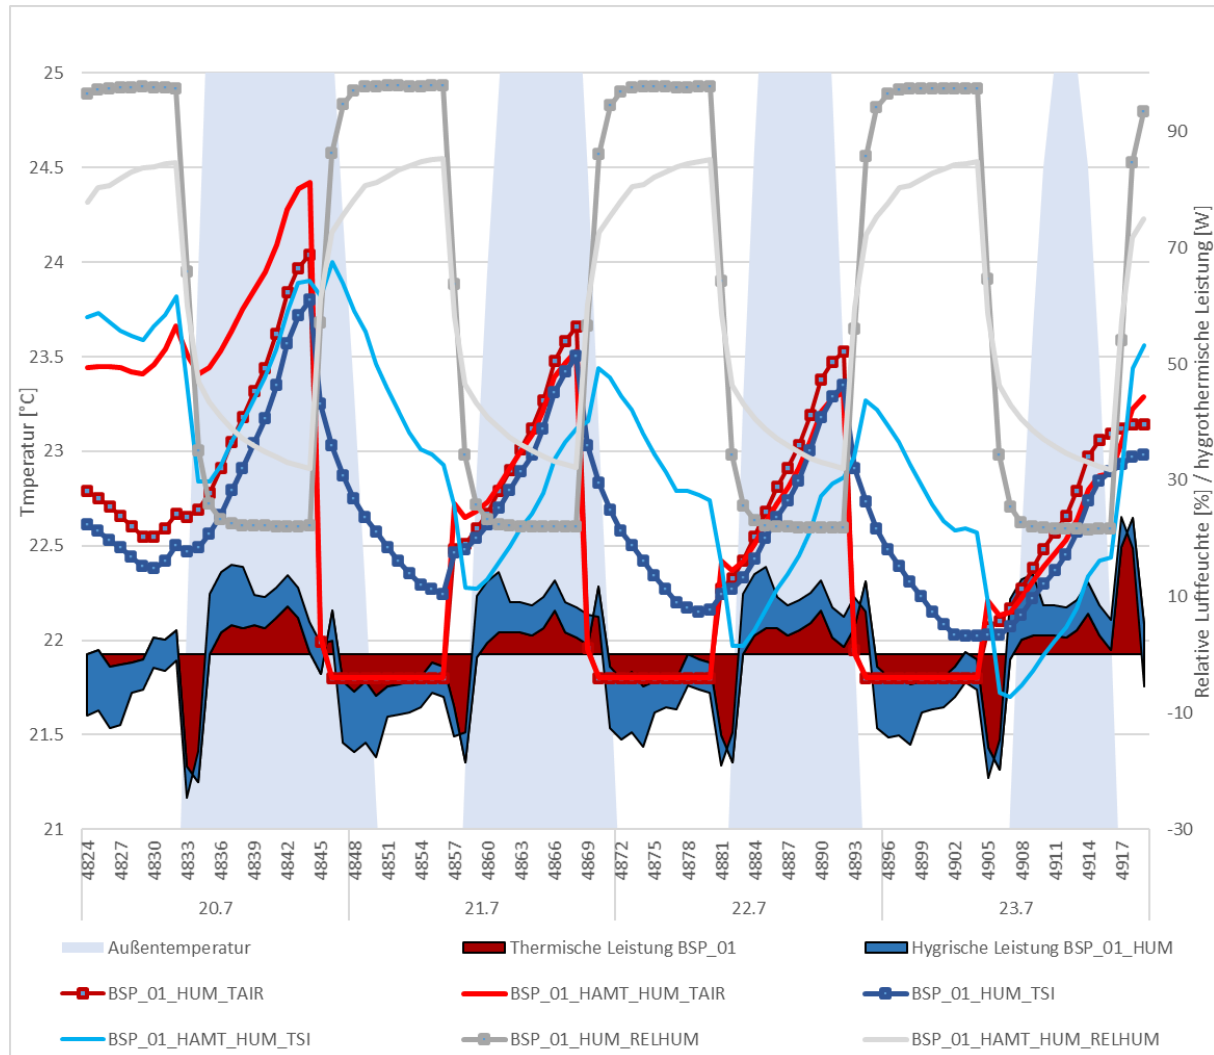 25
24.5
24
23.5
23
22.5
22
21.5
21
Tmperatur [°C]
90
70
50
30
10
-10
-30
Relative Luftfeuchte [%] / hygrothermische Leistung [W]
4824 4827 4830 4833 4836 4839 4842 4845 4848 4851 4854 4857 4860 4863 4866 4869 4872 4875 4878 4881 4884 4887 4890 4893 4896 4899 4902 4905 4908 4911 4914 4917
20.7 21.7 22.7 23.7
Außentemperatur Thermische Leistung BSP_01 Hygrische Leistung BSP_01_HUM
BSP_01_HUM_TAIR BSP_01_HAMT_HUM_TAIR BSP_01_HUM_TSI
BSP_01_HAMT_HUM_TSI BSP_01_HUM_RELHUM BSP_01_HAMT_HUM_RELHUM